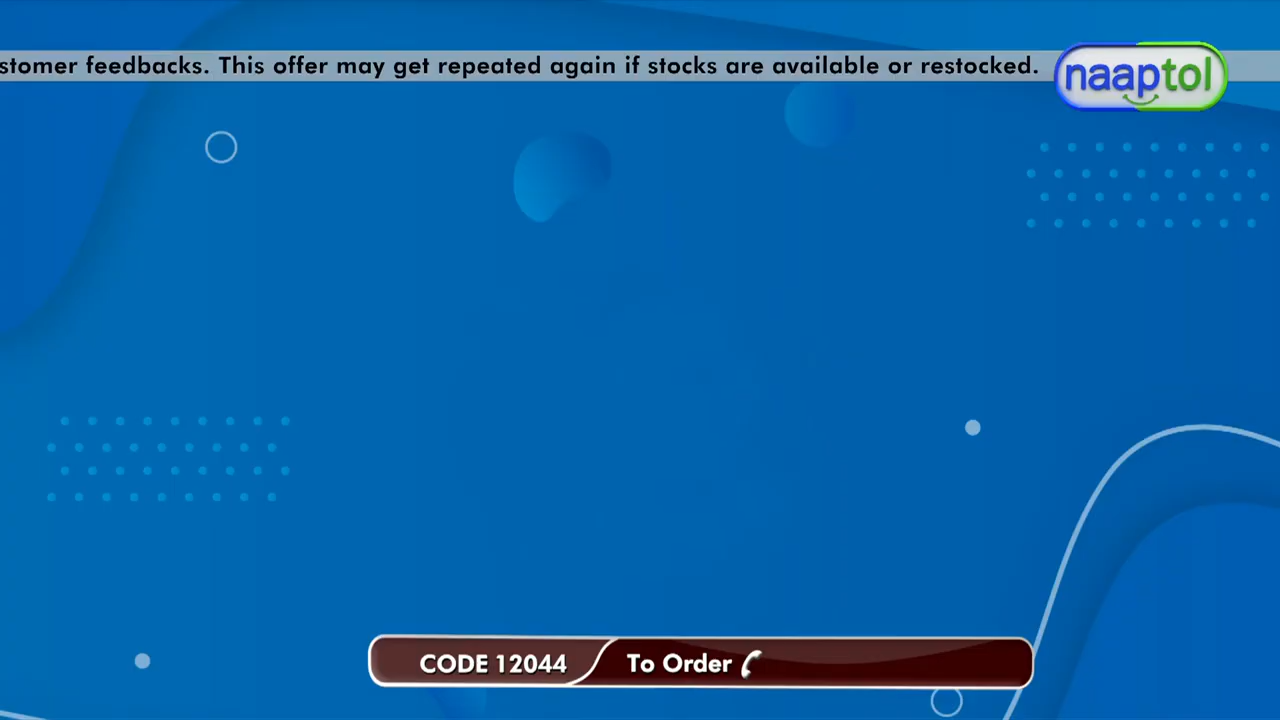 stomer feedbacks. This offer may get repeated again if stocks are available or restocked.
naaptol
CODE 12044 To Order